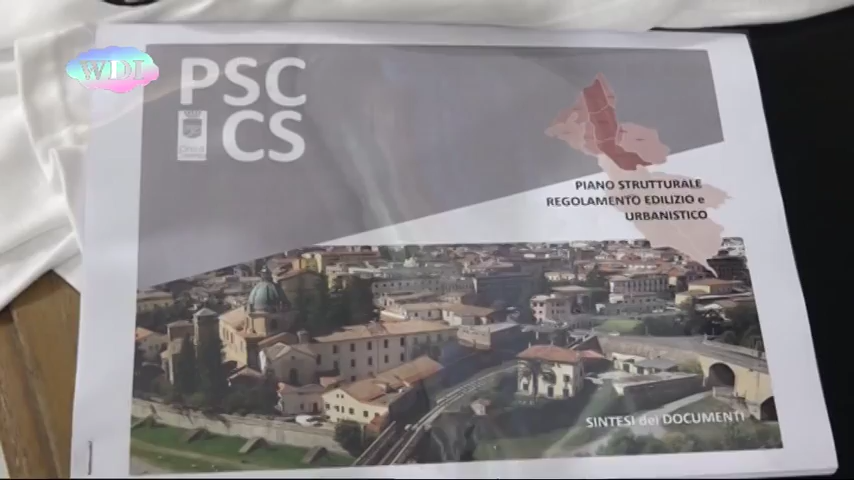 WDL
PSC
CS
PIANO STRUTTURALE
REGOLAMENTO EDILIZIO e
URBANISTICO
SINTESI dei DOCUMENTI